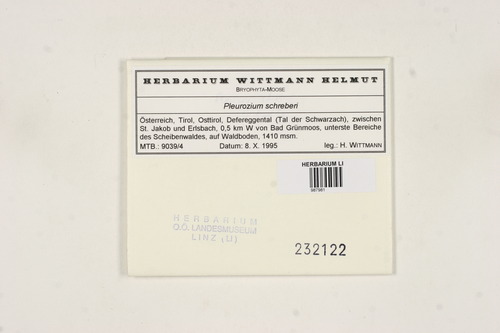 HERBARIUM WITTMANN HELMUT
BRYOPHYTA-MOOSE
Pleurozium schreberi
Österreich, Tirol, Osttirol, Defereggental (Tal der Schwarzach), zwischen
St. Jakob und Erlsbach, 0,5 km W von Bad Grünmoos, unterste Bereiche
des Scheibenwaldes, auf Waldboden, 1410 msm.
MTB.: 9039/4 Datum: 8. X. 1995 leg.: H. WITTMANN
HERBARIUM LI
987981
HERBARIUM
O.Ö. LANDESMUSEUM
LINZ (LI)
232122